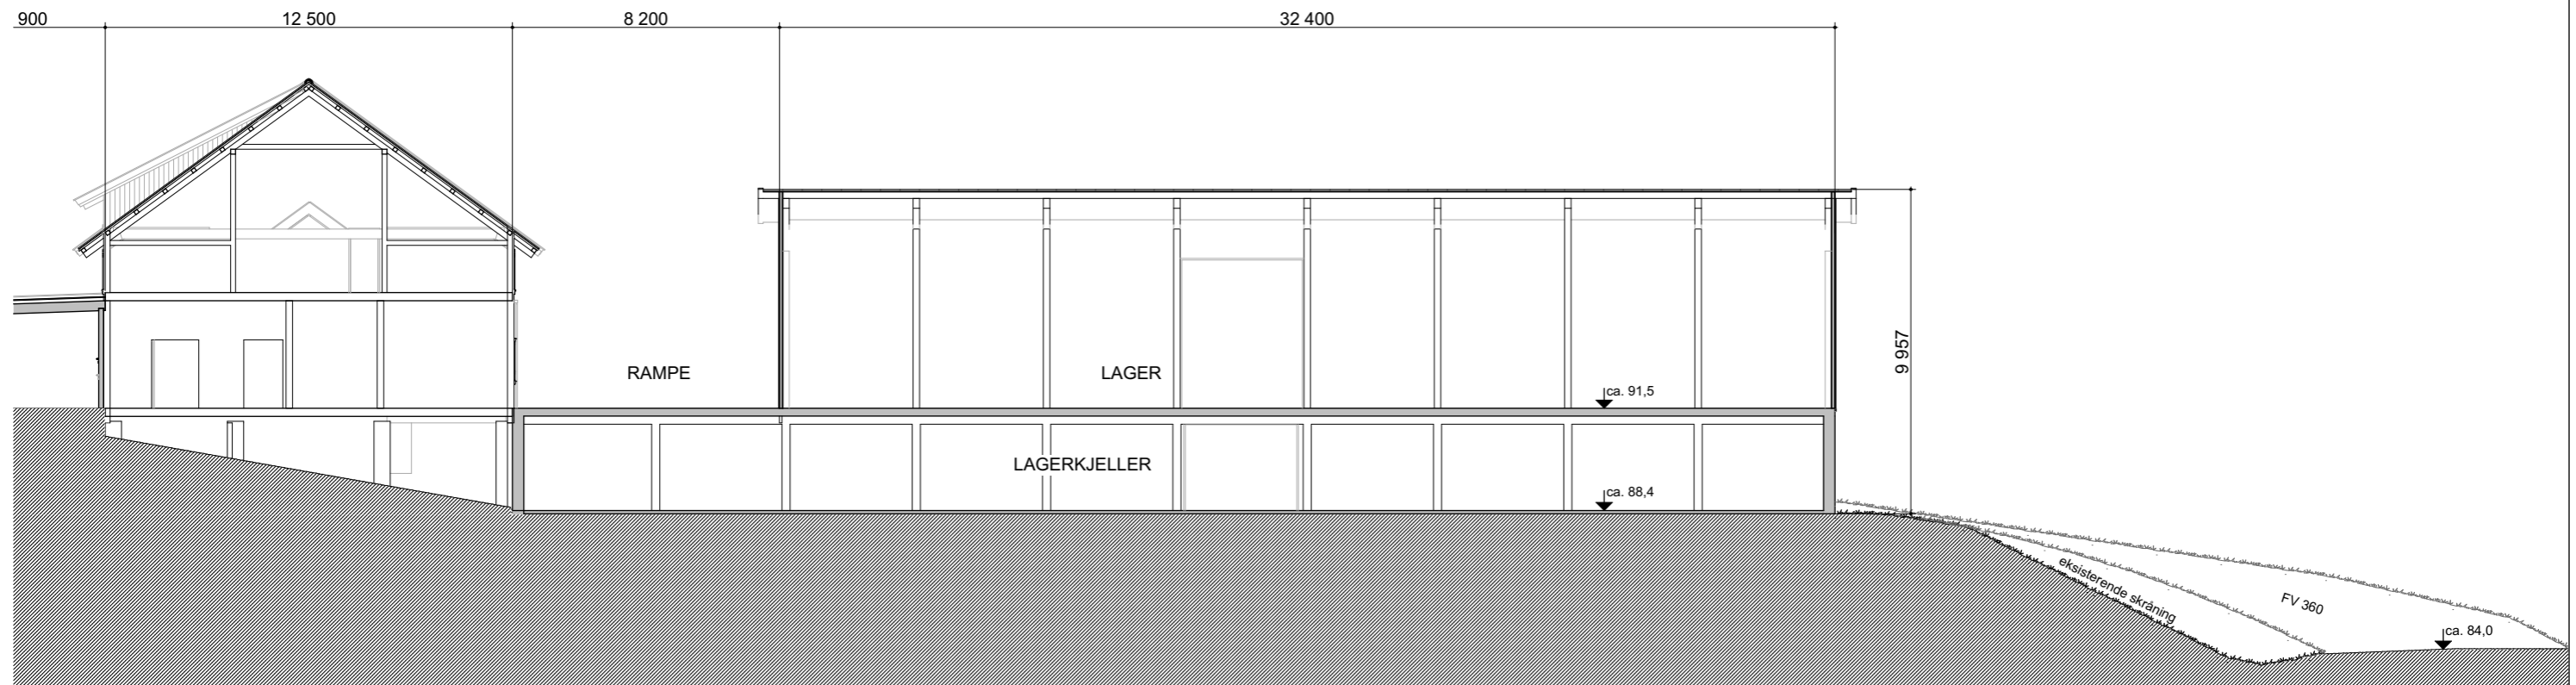 900
12 500
8 200
32 400
9 957
RAMPE
LAGER
ca. 91,5
LAGERKJELLER
ca. 88,4
eksisterende skråning
FV 360
ca. 84,0